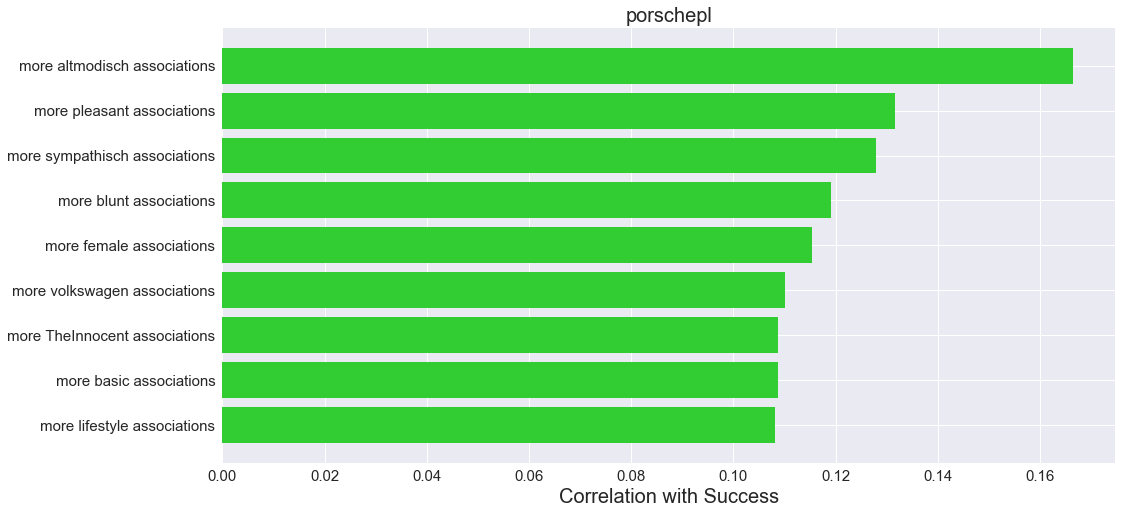 porschepl
more altmodisch associations
more pleasant associations
more sympathisch associations
more blunt associations
more female associations
more volkswagen associations
more TheInnocent associations
more basic associations
more lifestyle associations
0.00 0.02 0.04 0.06 0.08 0.10 0.12 0.14 0.16
Correlation with Success